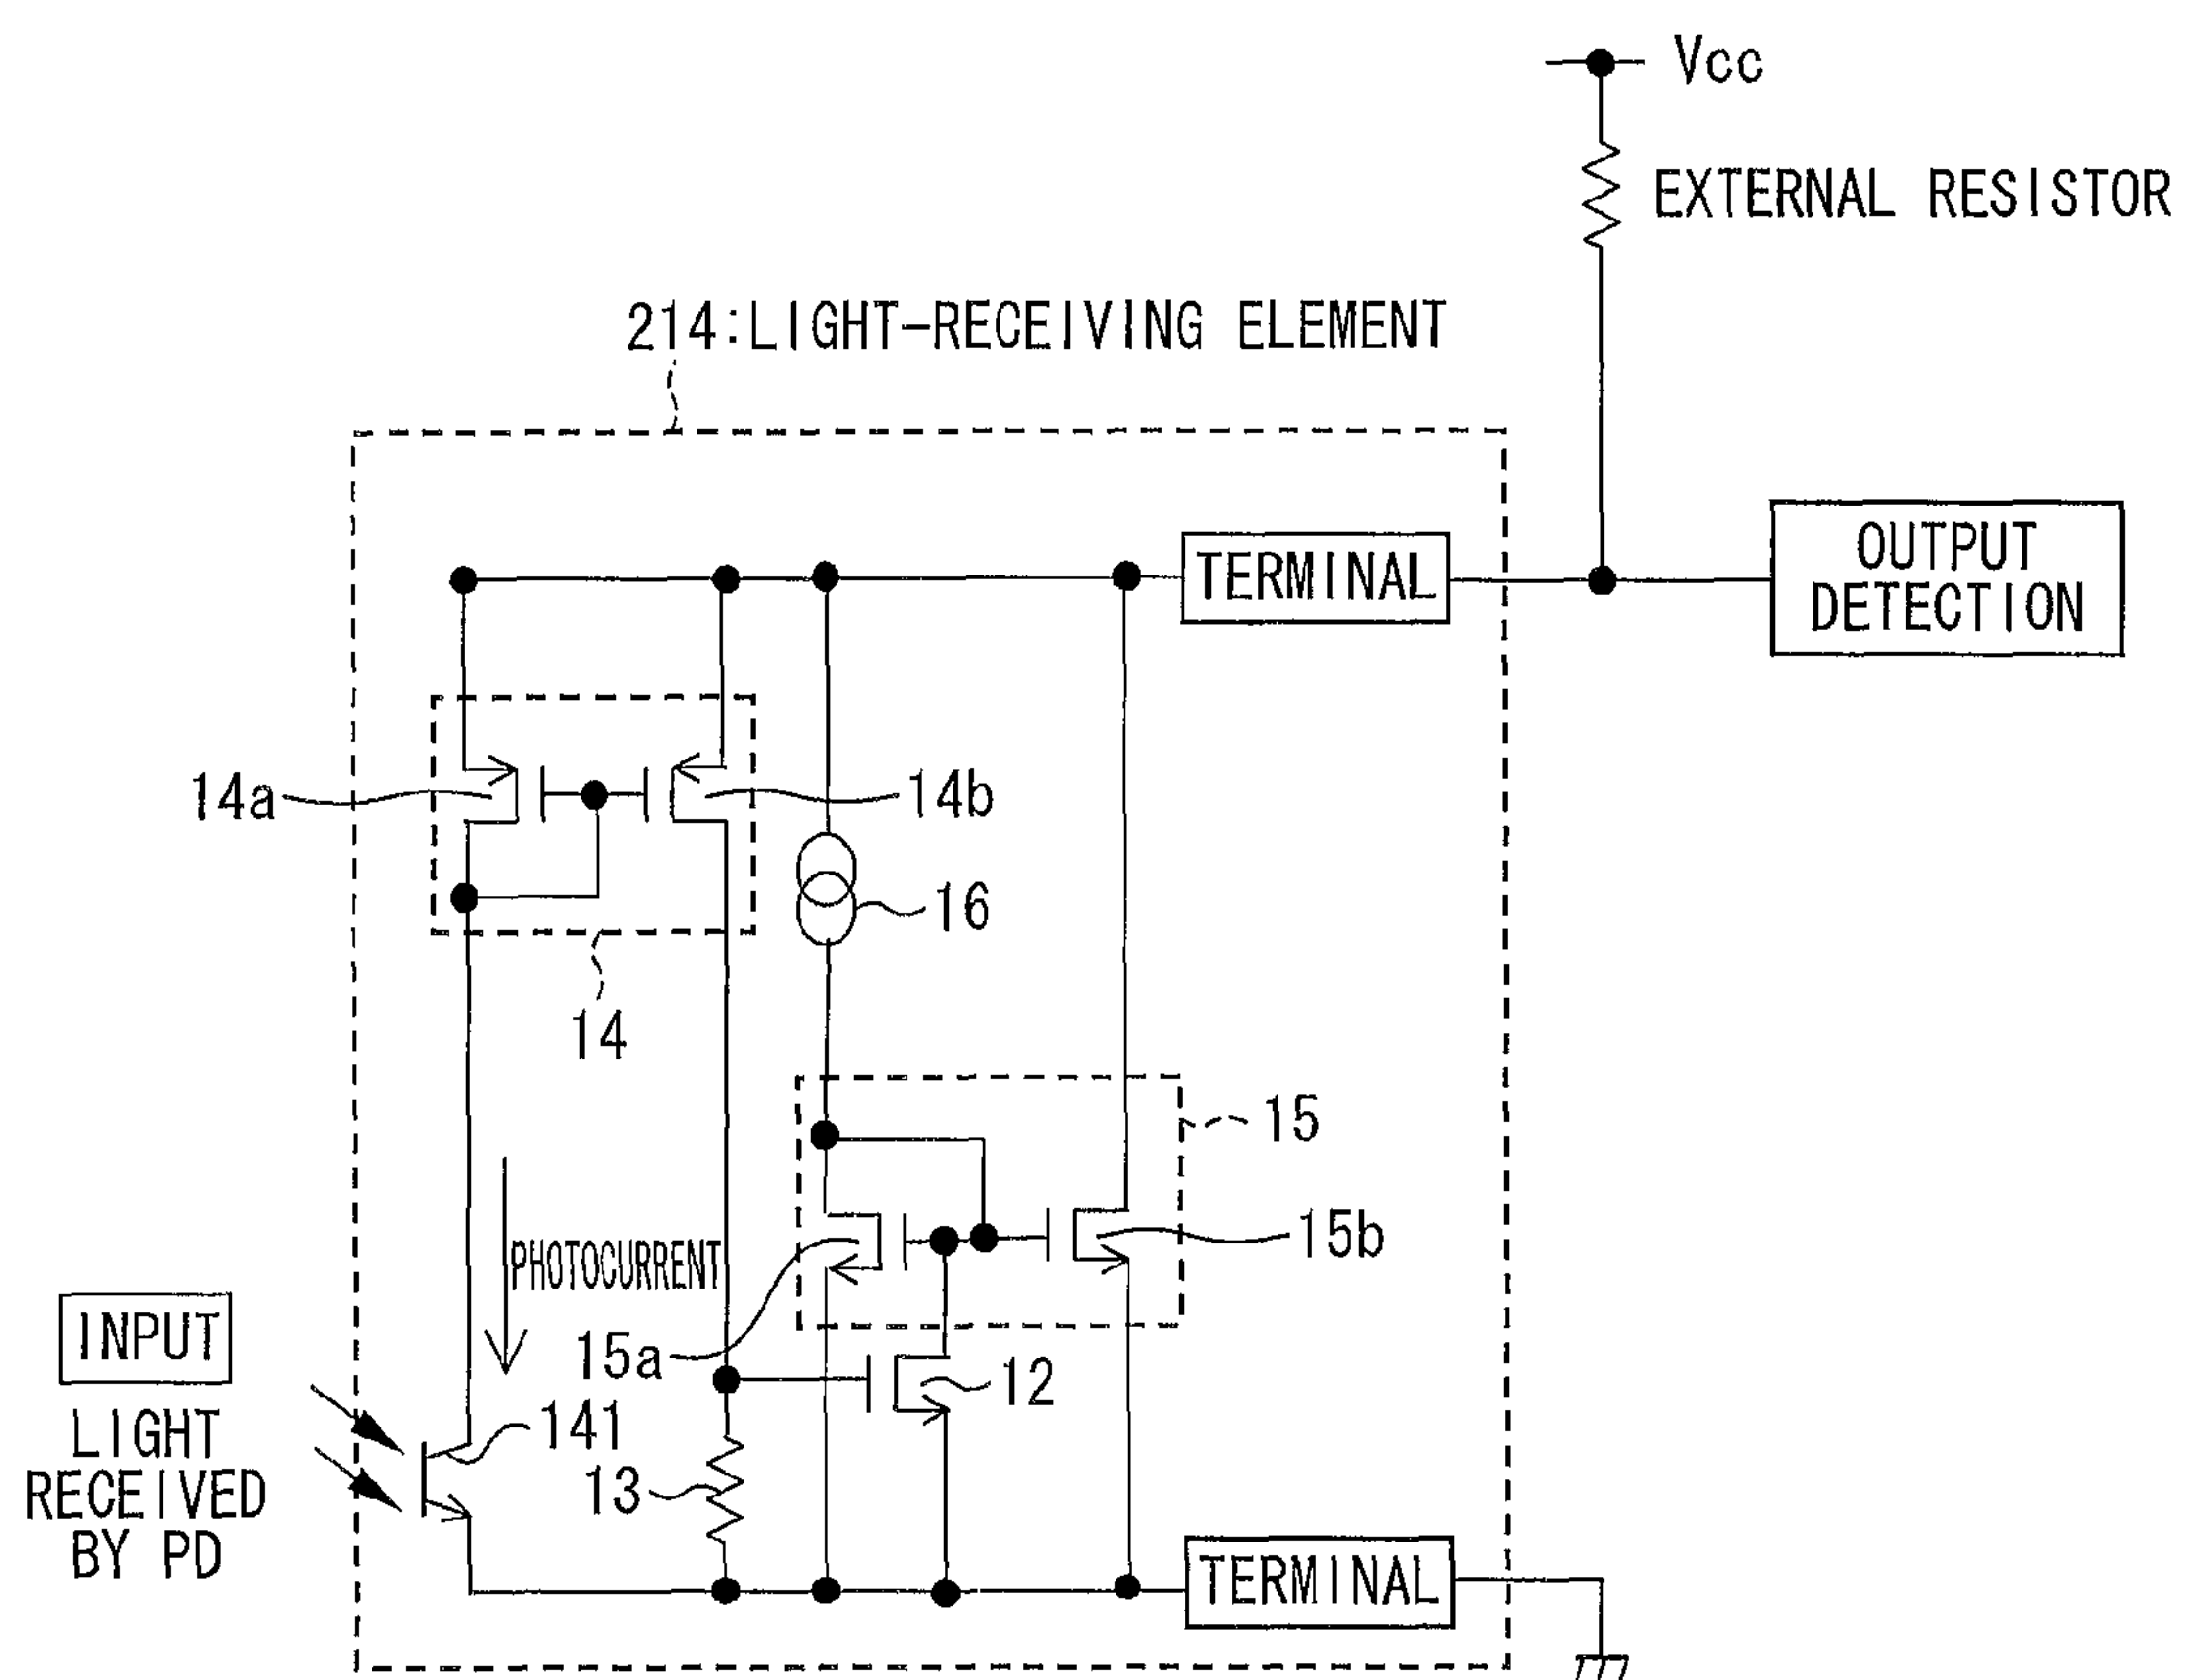 Vcc
EXTERNAL RESISTOR
214:LIGHT-RECEIVING ELEMENT
TERMINAL
OUTPUT
DETECTION
14a
14b
16
14
15
15b
PHOTOCURRENT
INPUT
15a
12
LIGHT
RECEIVED
BY PD
141
13
TERMINAL